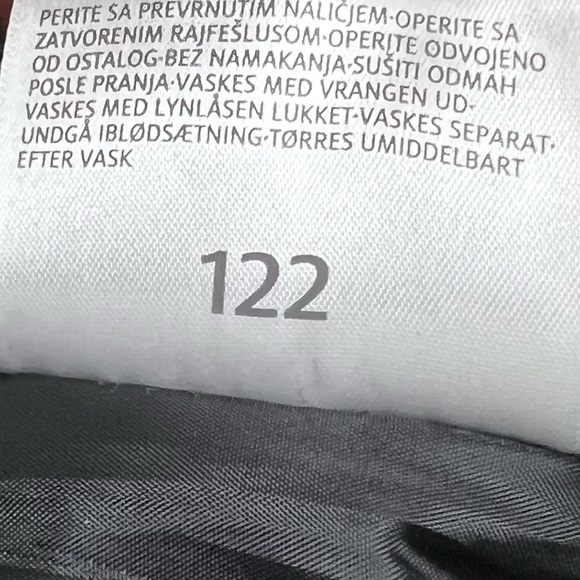 PERITE SA PREVRNUTIM NALIČJEM·OPERITE SA
ZATVORENIM RAJFEŠLUSOM·OPERITE ODVOJENO
OD OSTALOG·BEZ NAMAKANJA·SUŠITI ODMAH
POSLE PRANJA·VASKES MED VRANGEN UD·
VASKES MED LYNLÅSEN LUKKET·VASKES SEPARAT·
UNDGÅ IBLØDSÆTNING·TØRRES UMIDDELBART
EFTER VASK
122